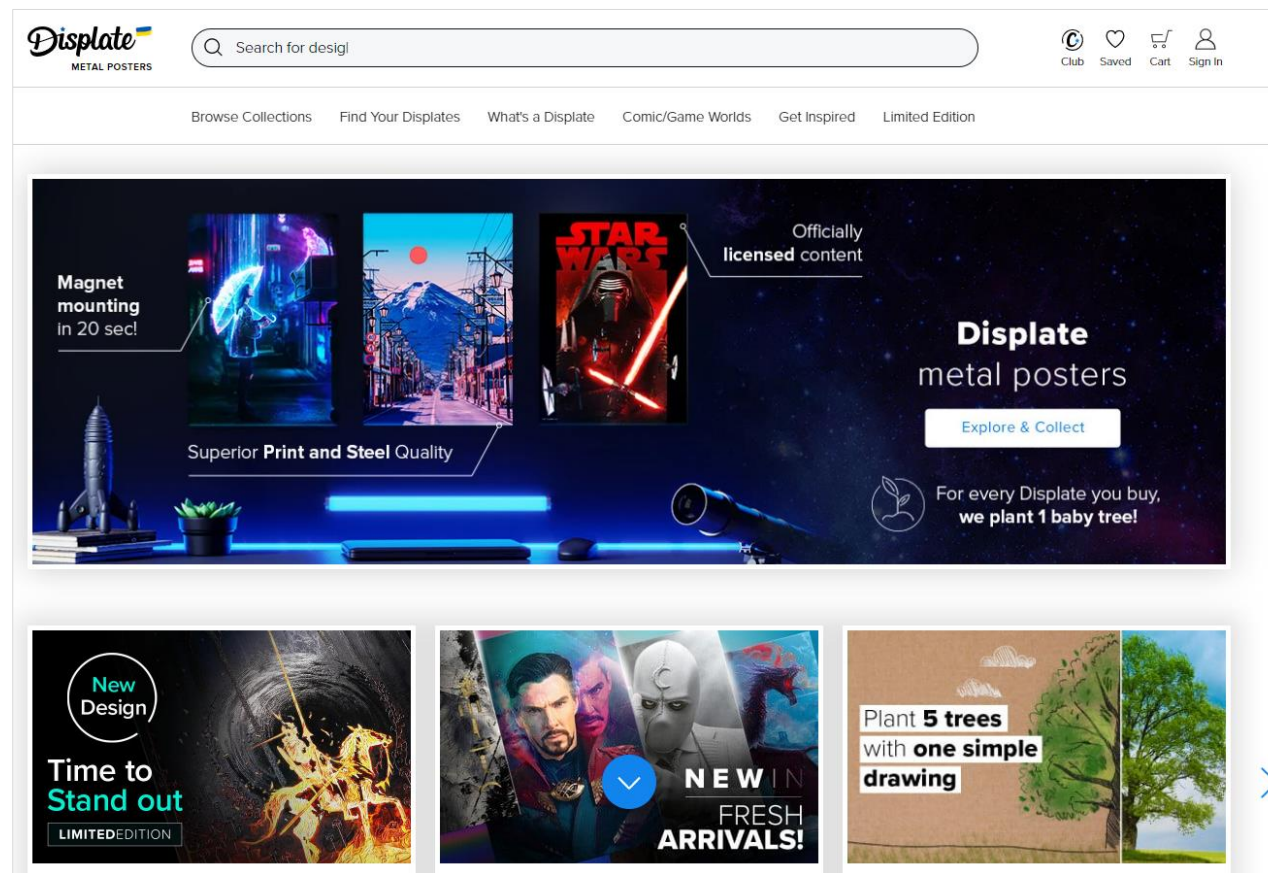 Displate
METAL POSTERS
Search for desig|
Club
Saved
Cart
Sign In
Browse Collections
Find Your Displates
What's a Displate
Comic/Game Worlds
Get Inspired
Limited Edition
Magnet
mounting
in 20 sec!
STAR
WARS
Officially
licensed content
Superior Print and Steel Quality
Displate
metal posters
Explore & Collect
For every Displate you buy,
we plant 1 baby tree!
New
Design
Time to
Stand out
LIMITEDEDITION
NEW IN
FRESH
ARRIVALS!
Plant 5 trees
with one simple
drawing